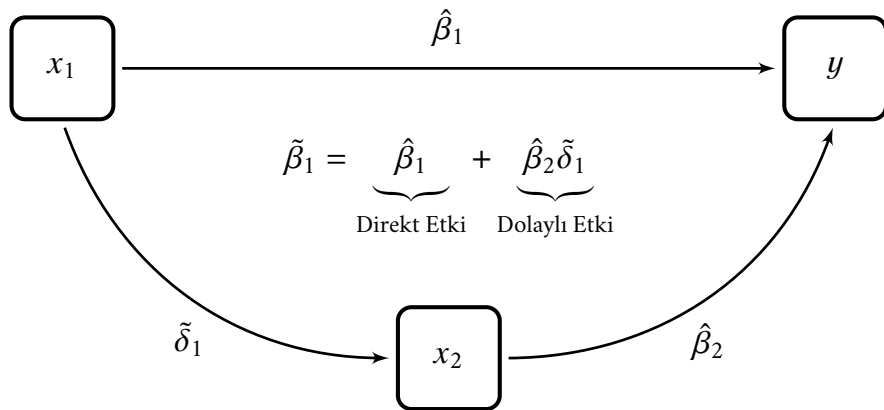 β̂₁
x₁
y
β̃₁ = β̂₁ + β̂₂δ̃₁
Direkt Etki Dolaylı Etki
δ̃₁
x₂
β̂₂